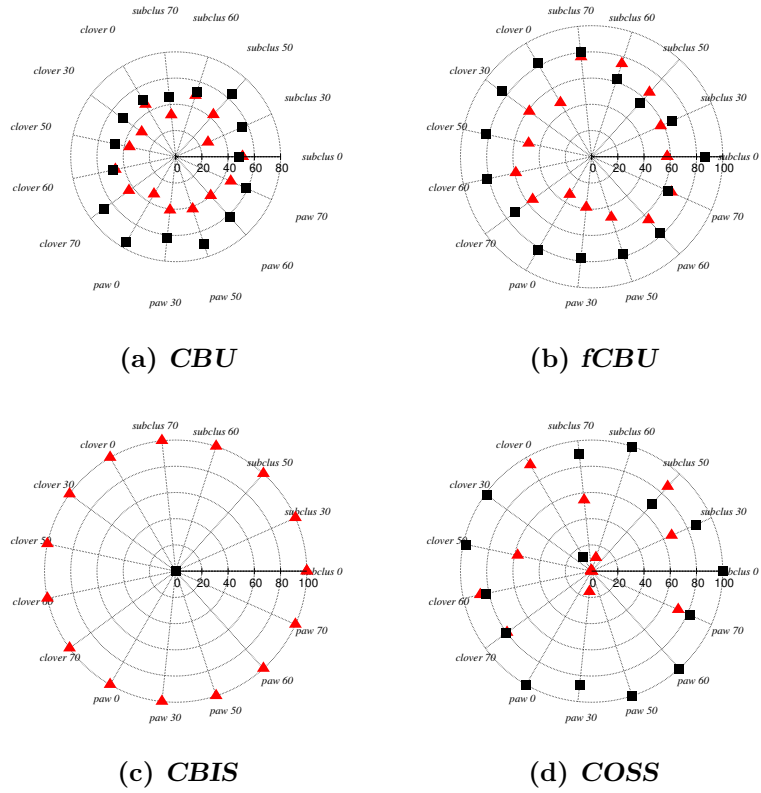 subclus 70
subclus 60
clover 0
subclus 50
clover 30
subclus 30
clover 50
subclus 0
0 20 40 60 80
clover 60
paw 70
clover 70
paw 60
paw 0
paw 50
paw 30
(a) CBU
subclus 70
subclus 60
clover 0
subclus 50
clover 30
subclus 30
clover 50
subclus 0
0 20 40 60 80 100
clover 60
paw 70
clover 70
paw 60
paw 0
paw 50
paw 30
(b) fCBU
subclus 70
subclus 60
clover 0
subclus 50
clover 30
subclus 30
clover 50
subclus 0
0 20 40 60 80 100
clover 60
paw 70
clover 70
paw 60
paw 0
paw 50
paw 30
(c) CBIS
subclus 70
subclus 60
clover 0
subclus 50
clover 30
subclus 30
clover 50
subclus 0
0 20 40 60 80 100
clover 60
paw 70
clover 70
paw 60
paw 0
paw 50
paw 30
(d) COSS